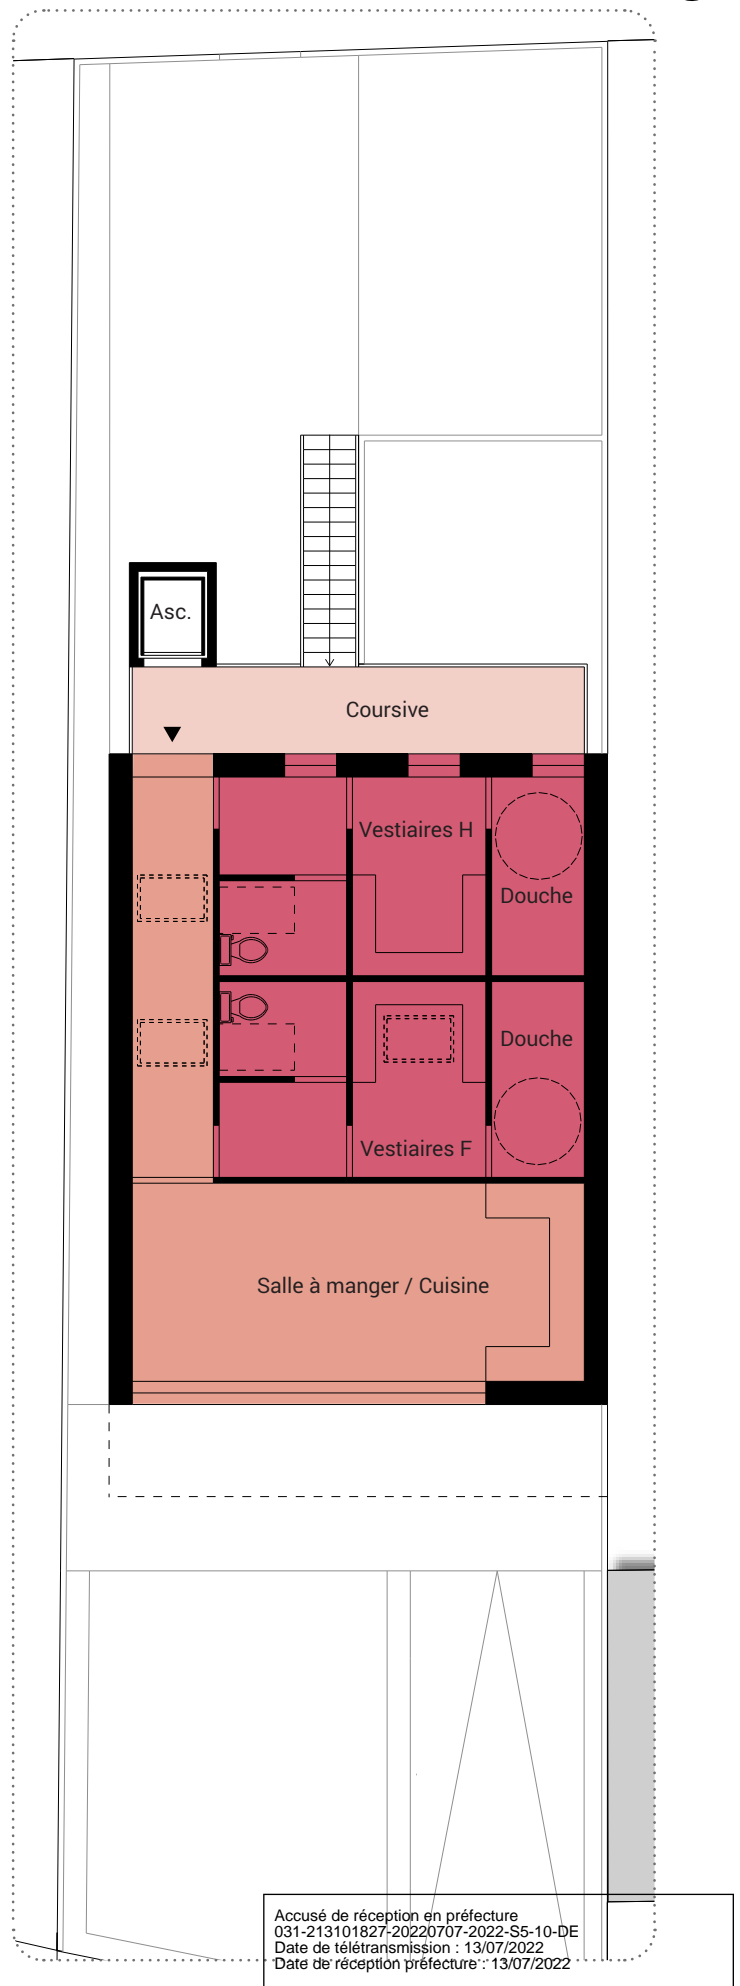 Asc.
Coursive
Vestiaires H
Douche
Douche
Vestiaires F
Salle à manger / Cuisine
Accusé de réception en préfecture
031-213101827-20220707-2022-S5-10-DE
Date de télétransmission : 13/07/2022
Date de réception préfecture : 13/07/2022